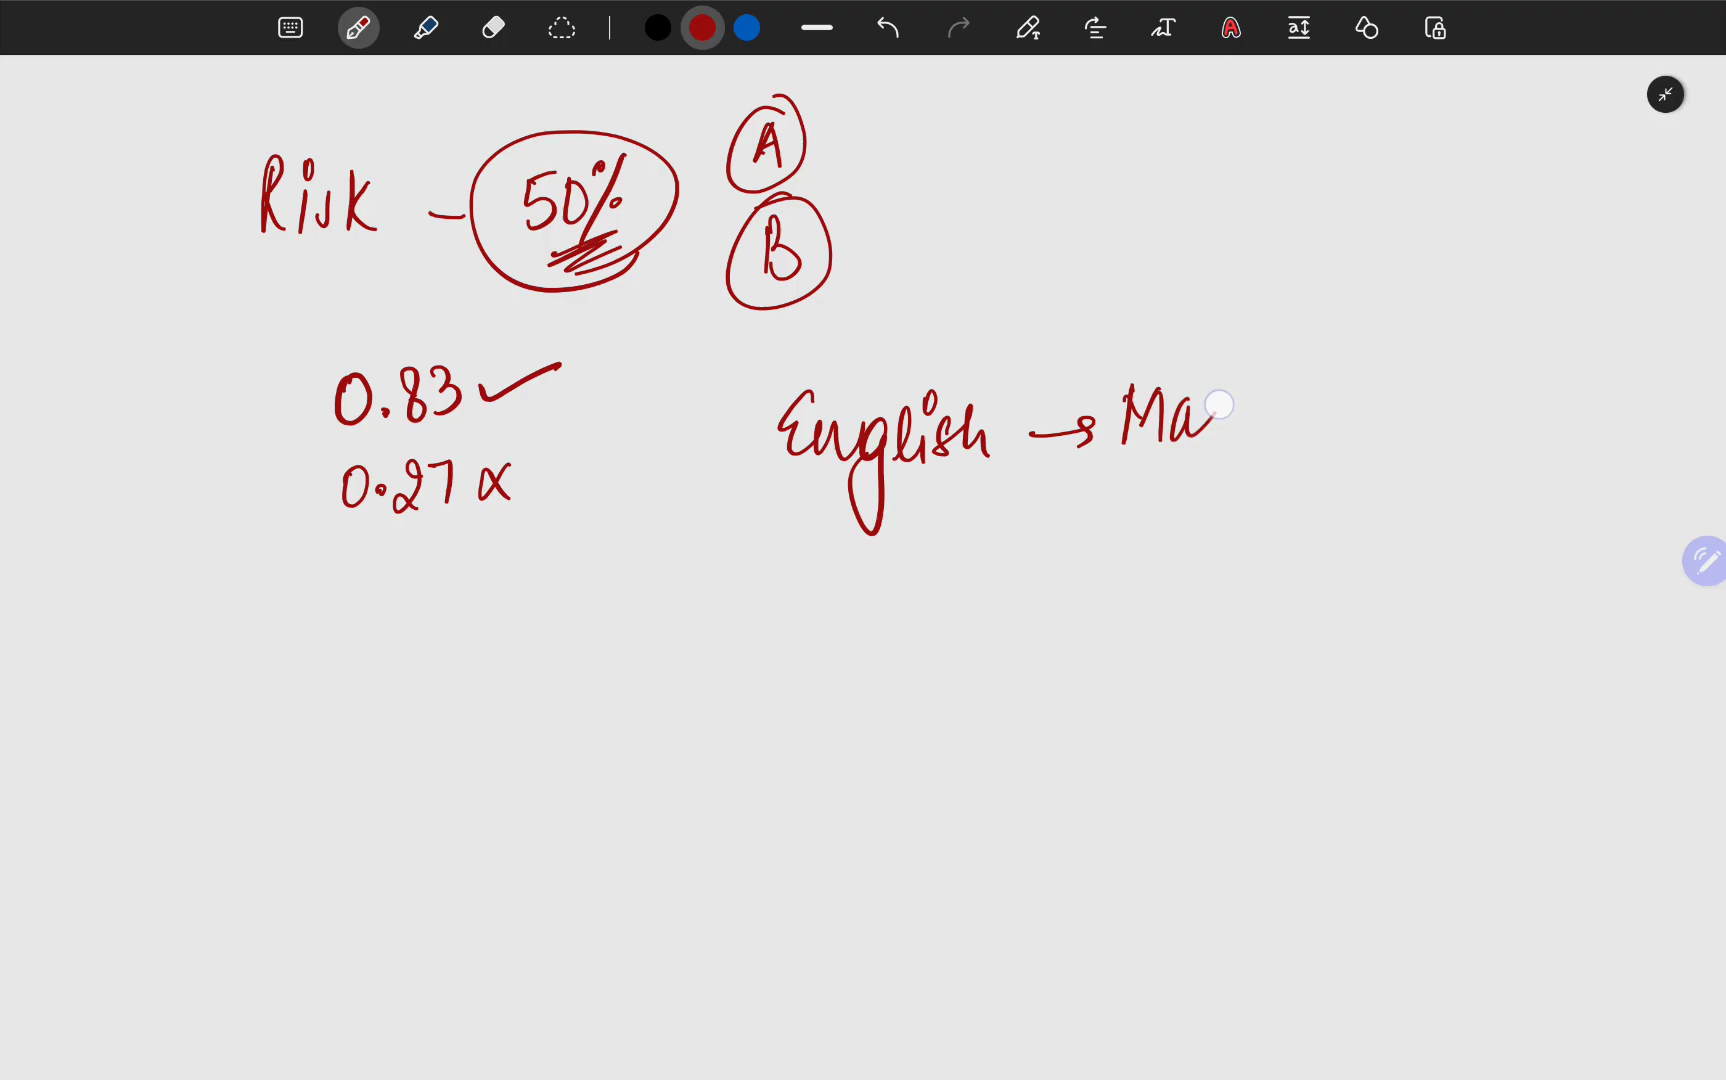 Risk - 50%
A
B
0.83 ✓
0.27 x
English → Ma